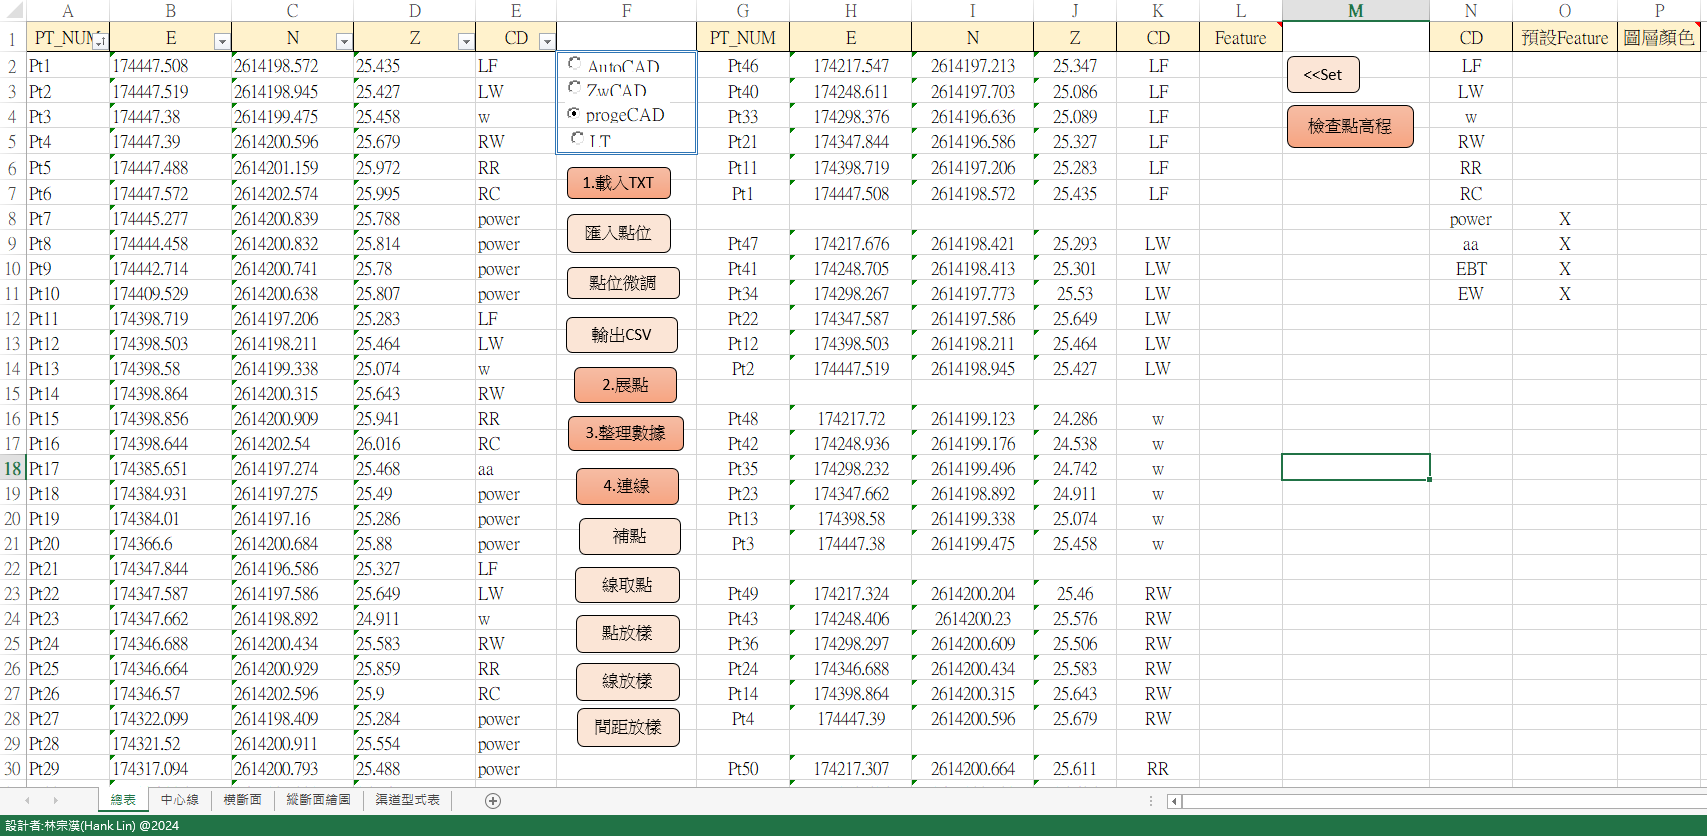 A B C D E F G H I J K L M N O P
1 PT_NUM E N Z CD PT_NUM E N Z CD Feature CD 預設Feature 圖層顏色
2 Pt1 174447.508 2614198.572 25.435 LF AutoCAD Pt46 174217.547 2614197.213 25.347 LF <<Set LF
3 Pt2 174447.519 2614198.945 25.427 LW ZwCAD Pt40 174248.611 2614197.703 25.086 LF LW
4 Pt3 174447.38 2614199.475 25.458 w progeCAD Pt33 174298.376 2614196.636 25.089 LF 檢查點高程 w
5 Pt4 174447.39 2614200.596 25.679 RW LT Pt21 174347.844 2614196.586 25.327 LF RW
6 Pt5 174447.488 2614201.159 25.972 RR Pt11 174398.719 2614197.206 25.283 LF RR
7 Pt6 174447.572 2614202.574 25.995 RC 1.載入TXT Pt1 174447.508 2614198.572 25.435 LF RC
8 Pt7 174445.277 2614200.839 25.788 power power X
9 Pt8 174444.458 2614200.832 25.814 power 匯入點位 Pt47 174217.676 2614198.421 25.293 LW aa X
10 Pt9 174442.714 2614200.741 25.78 power Pt41 174248.705 2614198.413 25.301 LW EBT X
11 Pt10 174409.529 2614200.638 25.807 power 點位微調 Pt34 174298.267 2614197.773 25.53 LW EW X
12 Pt11 174398.719 2614197.206 25.283 LF Pt22 174347.587 2614197.586 25.649 LW
13 Pt12 174398.503 2614198.211 25.464 LW 輸出CSV Pt12 174398.503 2614198.211 25.464 LW
14 Pt13 174398.58 2614199.338 25.074 w Pt2 174447.519 2614198.945 25.427 LW
15 Pt14 174398.864 2614200.315 25.643 RW 2.展點
16 Pt15 174398.856 2614200.909 25.941 RR Pt48 174217.72 2614199.123 24.286 w
17 Pt16 174398.644 2614202.54 26.016 RC 3.整理數據 Pt42 174248.936 2614199.176 24.538 w
18 Pt17 174385.651 2614197.274 25.468 aa Pt35 174298.232 2614199.496 24.742 w
19 Pt18 174384.931 2614197.275 25.49 power 4.連線 Pt23 174347.662 2614198.892 24.911 w
20 Pt19 174384.01 2614197.16 25.286 power Pt13 174398.58 2614199.338 25.074 w
21 Pt20 174366.6 2614200.684 25.88 power 補點 Pt3 174447.38 2614199.475 25.458 w
22 Pt21 174347.844 2614196.586 25.327 LF
23 Pt22 174347.587 2614197.586 25.649 LW 線取點 Pt49 174217.324 2614200.204 25.46 RW
24 Pt23 174347.662 2614198.892 24.911 w Pt43 174248.406 2614200.23 25.576 RW
25 Pt24 174346.688 2614200.434 25.583 RW 點放樣 Pt36 174298.297 2614200.609 25.506 RW
26 Pt25 174346.664 2614200.929 25.859 RR Pt24 174346.688 2614200.434 25.583 RW
27 Pt26 174346.57 2614202.596 25.9 RC 線放樣 Pt14 174398.864 2614200.315 25.643 RW
28 Pt27 174322.099 2614198.409 25.284 power 間距放樣 Pt4 174447.39 2614200.596 25.679 RW
29 Pt28 174321.52 2614200.911 25.554 power
30 Pt29 174317.094 2614200.793 25.488 power Pt50 174217.307 2614200.664 25.611 RR
總表 中心線 橫斷面 縱斷面繪圖 渠道型式表
設計者:林宗漢(Hank Lin) @2024